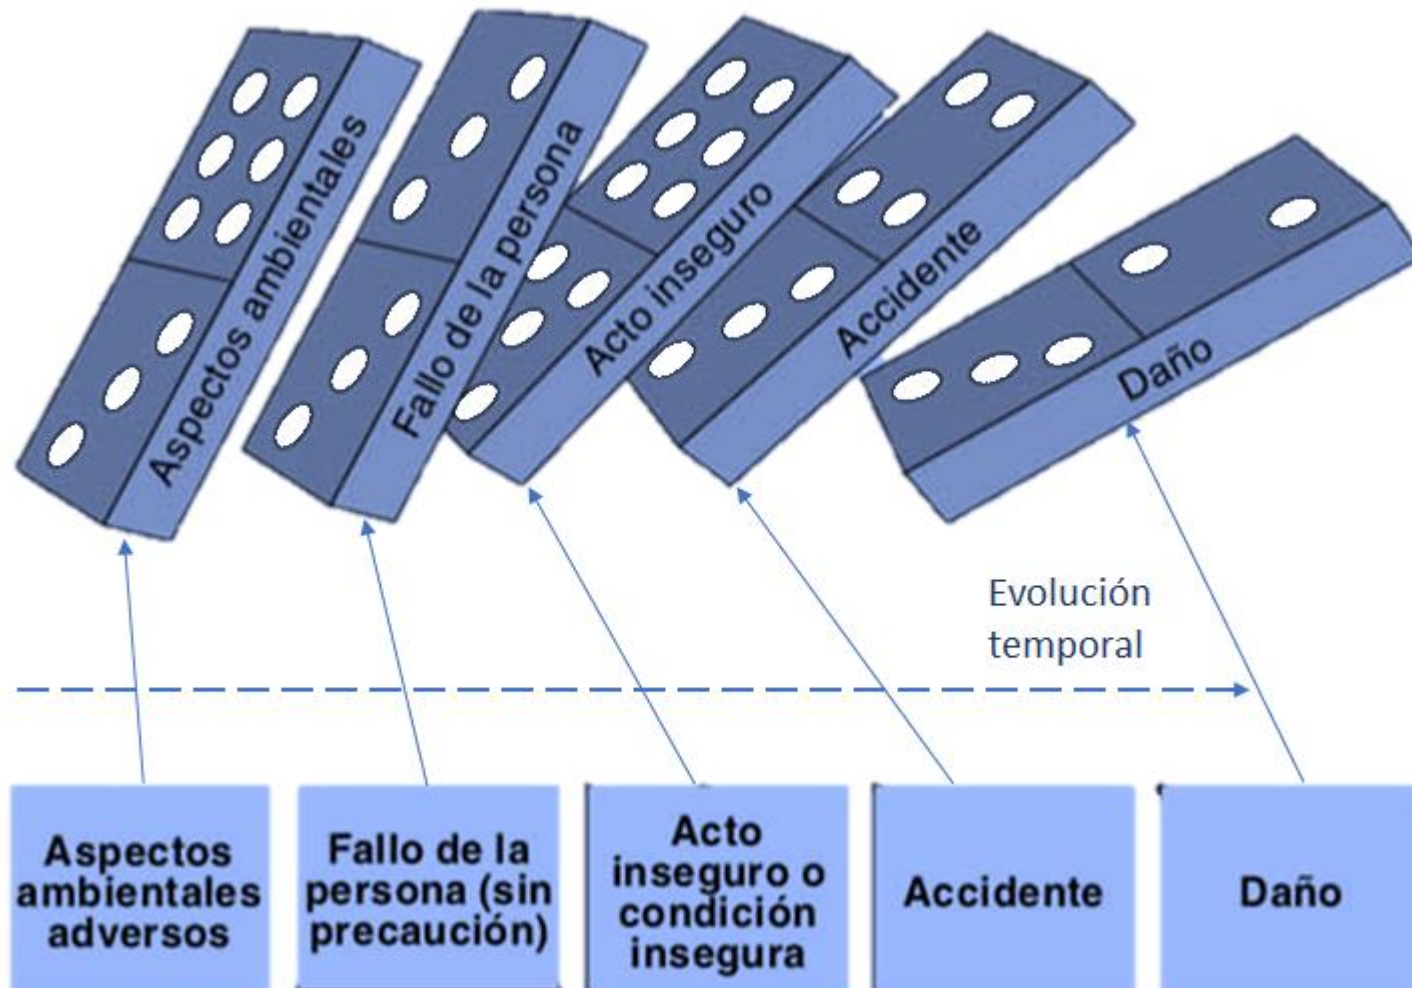 Aspectos ambientales
Fallo de la persona
Acto inseguro
Accidente
Daño
Evolución
temporal
Aspectos
ambientales
adversos
Fallo de la
persona (sin
precaución)
Acto
inseguro o
condición
insegura
Accidente
Daño